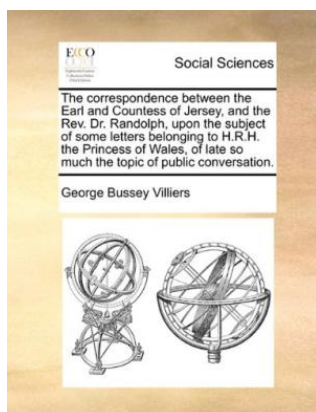 ECCO
Social Sciences
The correspondence between the
Earl and Countess of Jersey, and the
Rev. Dr. Randolph, upon the subject
of some letters belonging to H.R.H.
the Princess of Wales, of late so
much the topic of public conversation.
George Bussey Villiers